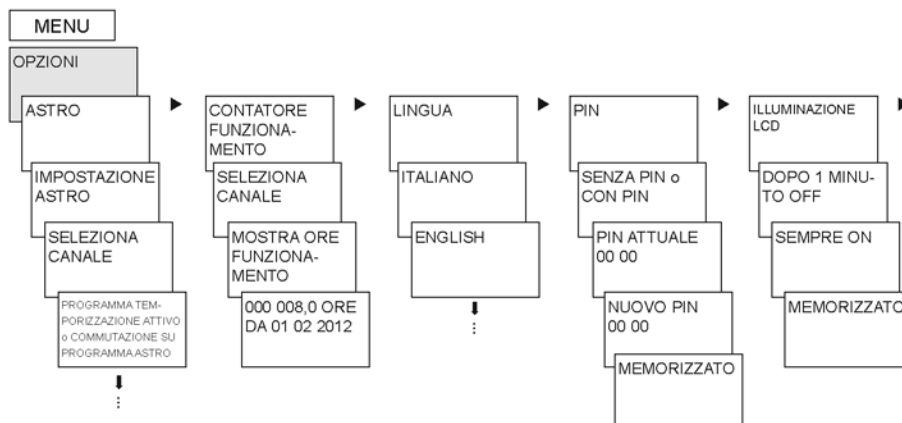 MENU
OPZIONI
ASTRO
IMPOSTAZIONE
ASTRO
SELEZIONA
CANALE
PROGRAMMA TEM-
PORIZZAZIONE ATTIVO
o COMMUTAZIONE SU
PROGRAMMA ASTRO
CONTATORE
FUNZIONA-
MENTO
SELEZIONA
CANALE
MOSTRA ORE
FUNZIONA-
MENTO
000 008,0 ORE
DA 01 02 2012
LINGUA
ITALIANO
ENGLISH
PIN
SENZA PIN o
CON PIN
PIN ATTUALE
00 00
NUOVO PIN
00 00
MEMORIZZATO
ILLUMINAZIONE
LCD
DOPO 1 MINU-
TO OFF
SEMPRE ON
MEMORIZZATO